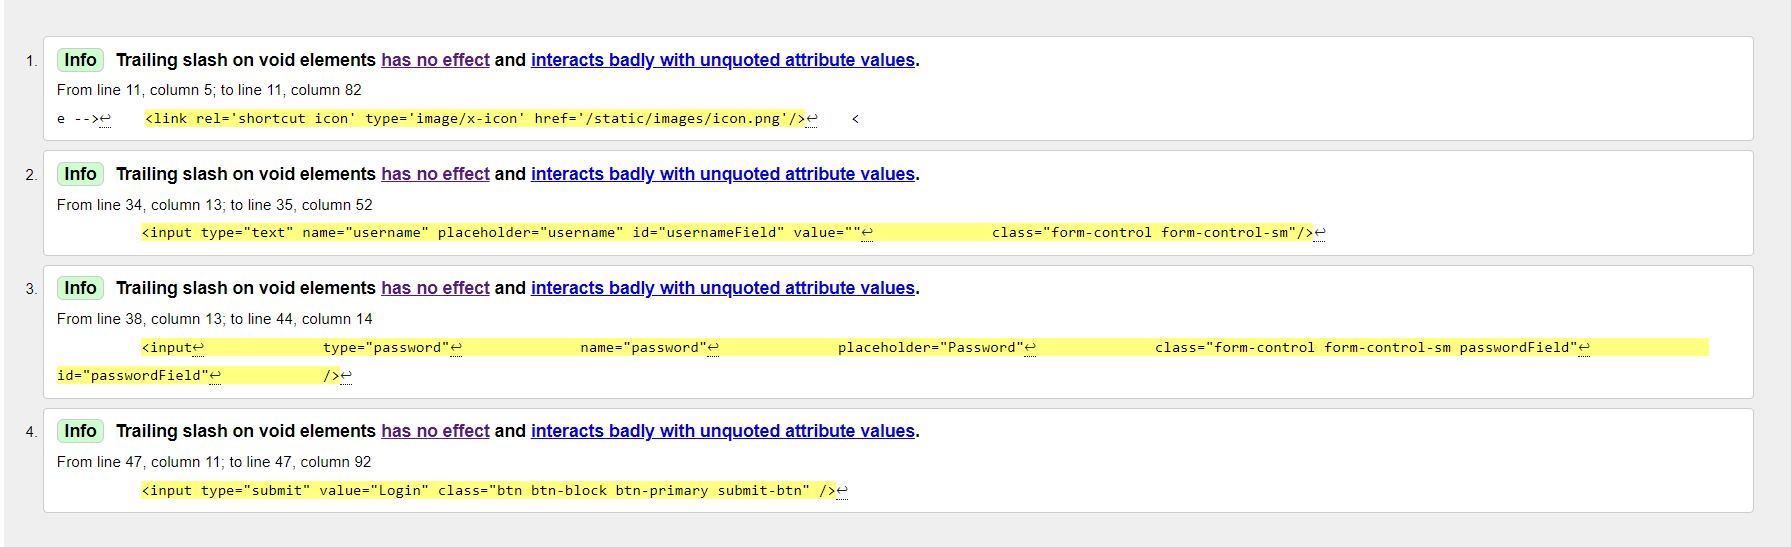 1. Info Trailing slash on void elements has no effect and interacts badly with unquoted attribute values.
From line 11, column 5; to line 11, column 82
e -->↩    <link rel='shortcut icon' type='image/x-icon' href='/static/images/icon.png'/>↩    <
2. Info Trailing slash on void elements has no effect and interacts badly with unquoted attribute values.
From line 34, column 13; to line 35, column 52
<input type="text" name="username" placeholder="username" id="usernameField" value=""↩              class="form-control form-control-sm"/>↩
3. Info Trailing slash on void elements has no effect and interacts badly with unquoted attribute values.
From line 38, column 13; to line 44, column 14
<input↩              type="password"↩              name="password"↩              placeholder="Password"↩              class="form-control form-control-sm passwordField"↩
id="passwordField"↩            />↩
4. Info Trailing slash on void elements has no effect and interacts badly with unquoted attribute values.
From line 47, column 11; to line 47, column 92
<input type="submit" value="Login" class="btn btn-block btn-primary submit-btn" />↩